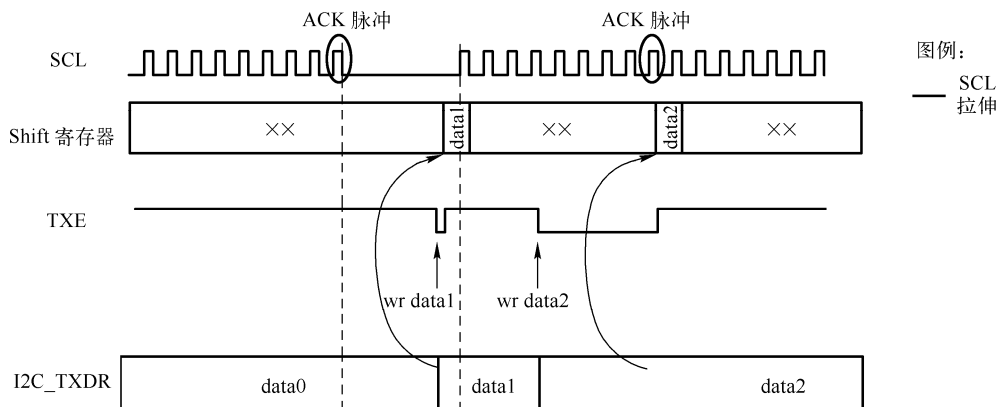 ACK 脉冲
ACK 脉冲
图例：
SCL
SCL
拉伸
Shift 寄存器
××
data1
××
data2
××
TXE
wr data1
wr data2
I2C_TXDR
data0
data1
data2